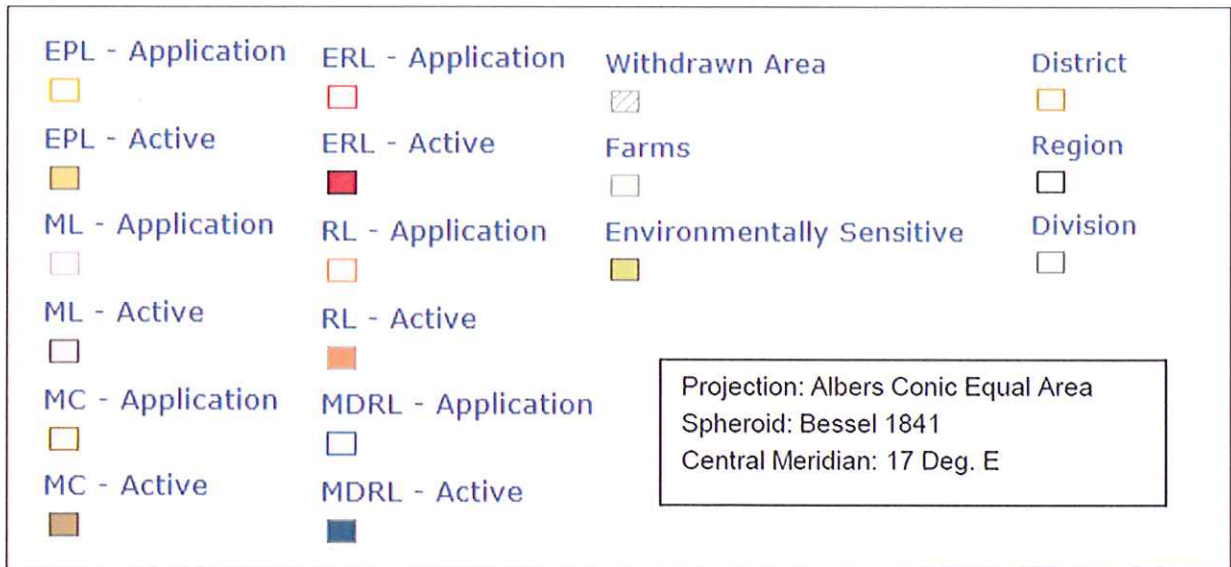 EPL - Application
EPL - Active
ML - Application
ML - Active
MC - Application
MC - Active
ERL - Application
ERL - Active
RL - Application
RL - Active
MDRL - Application
MDRL - Active
Withdrawn Area
Farms
Environmentally Sensitive
District
Region
Division
Projection: Albers Conic Equal Area
Spheroid: Bessel 1841
Central Meridian: 17 Deg. E